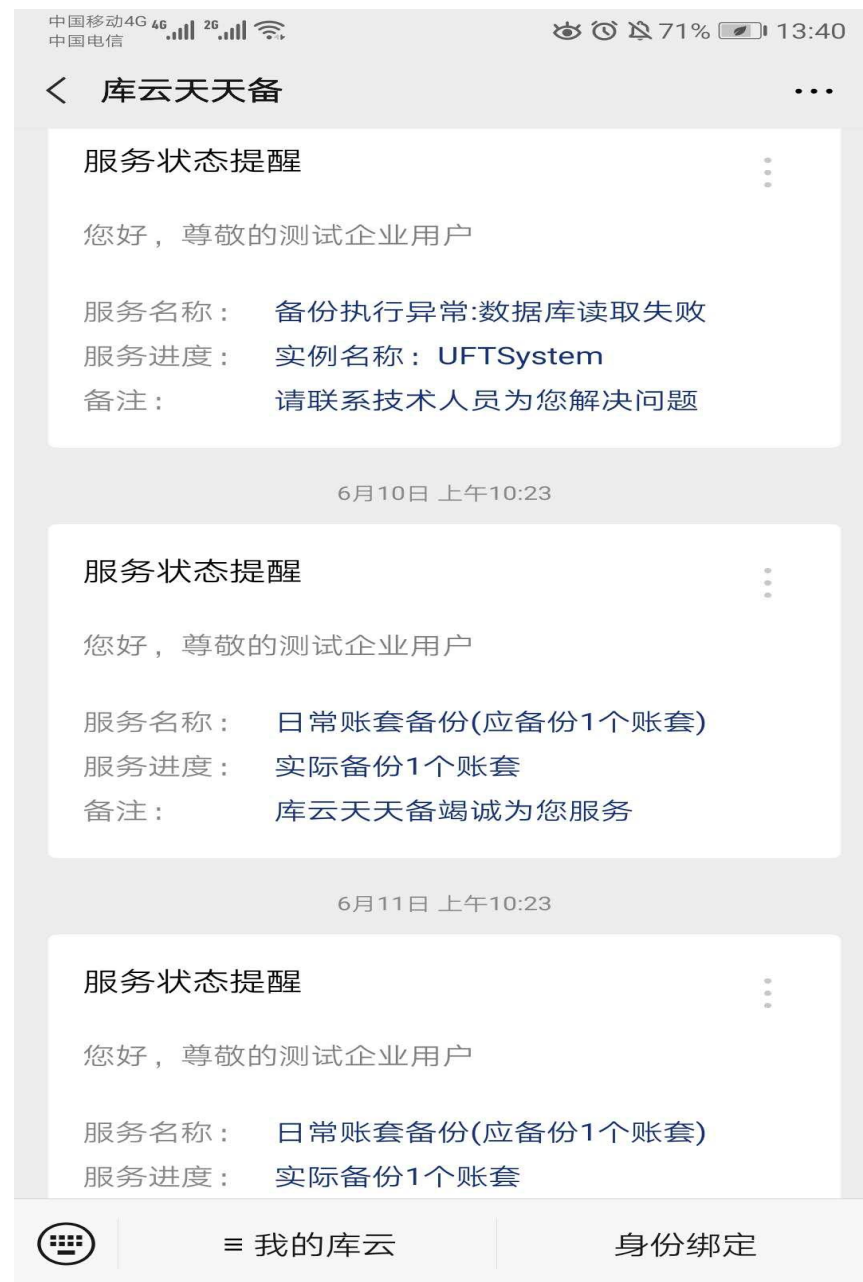 中国移动4G 4G 2G 71% 13:40
中国电信
库云天天备
服务状态提醒
您好，尊敬的测试企业用户
服务名称： 备份执行异常:数据库读取失败
服务进度： 实例名称：UFTSystem
备注： 请联系技术人员为您解决问题
6月10日 上午10:23
服务状态提醒
您好，尊敬的测试企业用户
服务名称： 日常账套备份(应备份1个账套)
服务进度： 实际备份1个账套
备注： 库云天天备竭诚为您服务
6月11日 上午10:23
服务状态提醒
您好，尊敬的测试企业用户
服务名称： 日常账套备份(应备份1个账套)
服务进度： 实际备份1个账套
≡ 我的库云 身份绑定